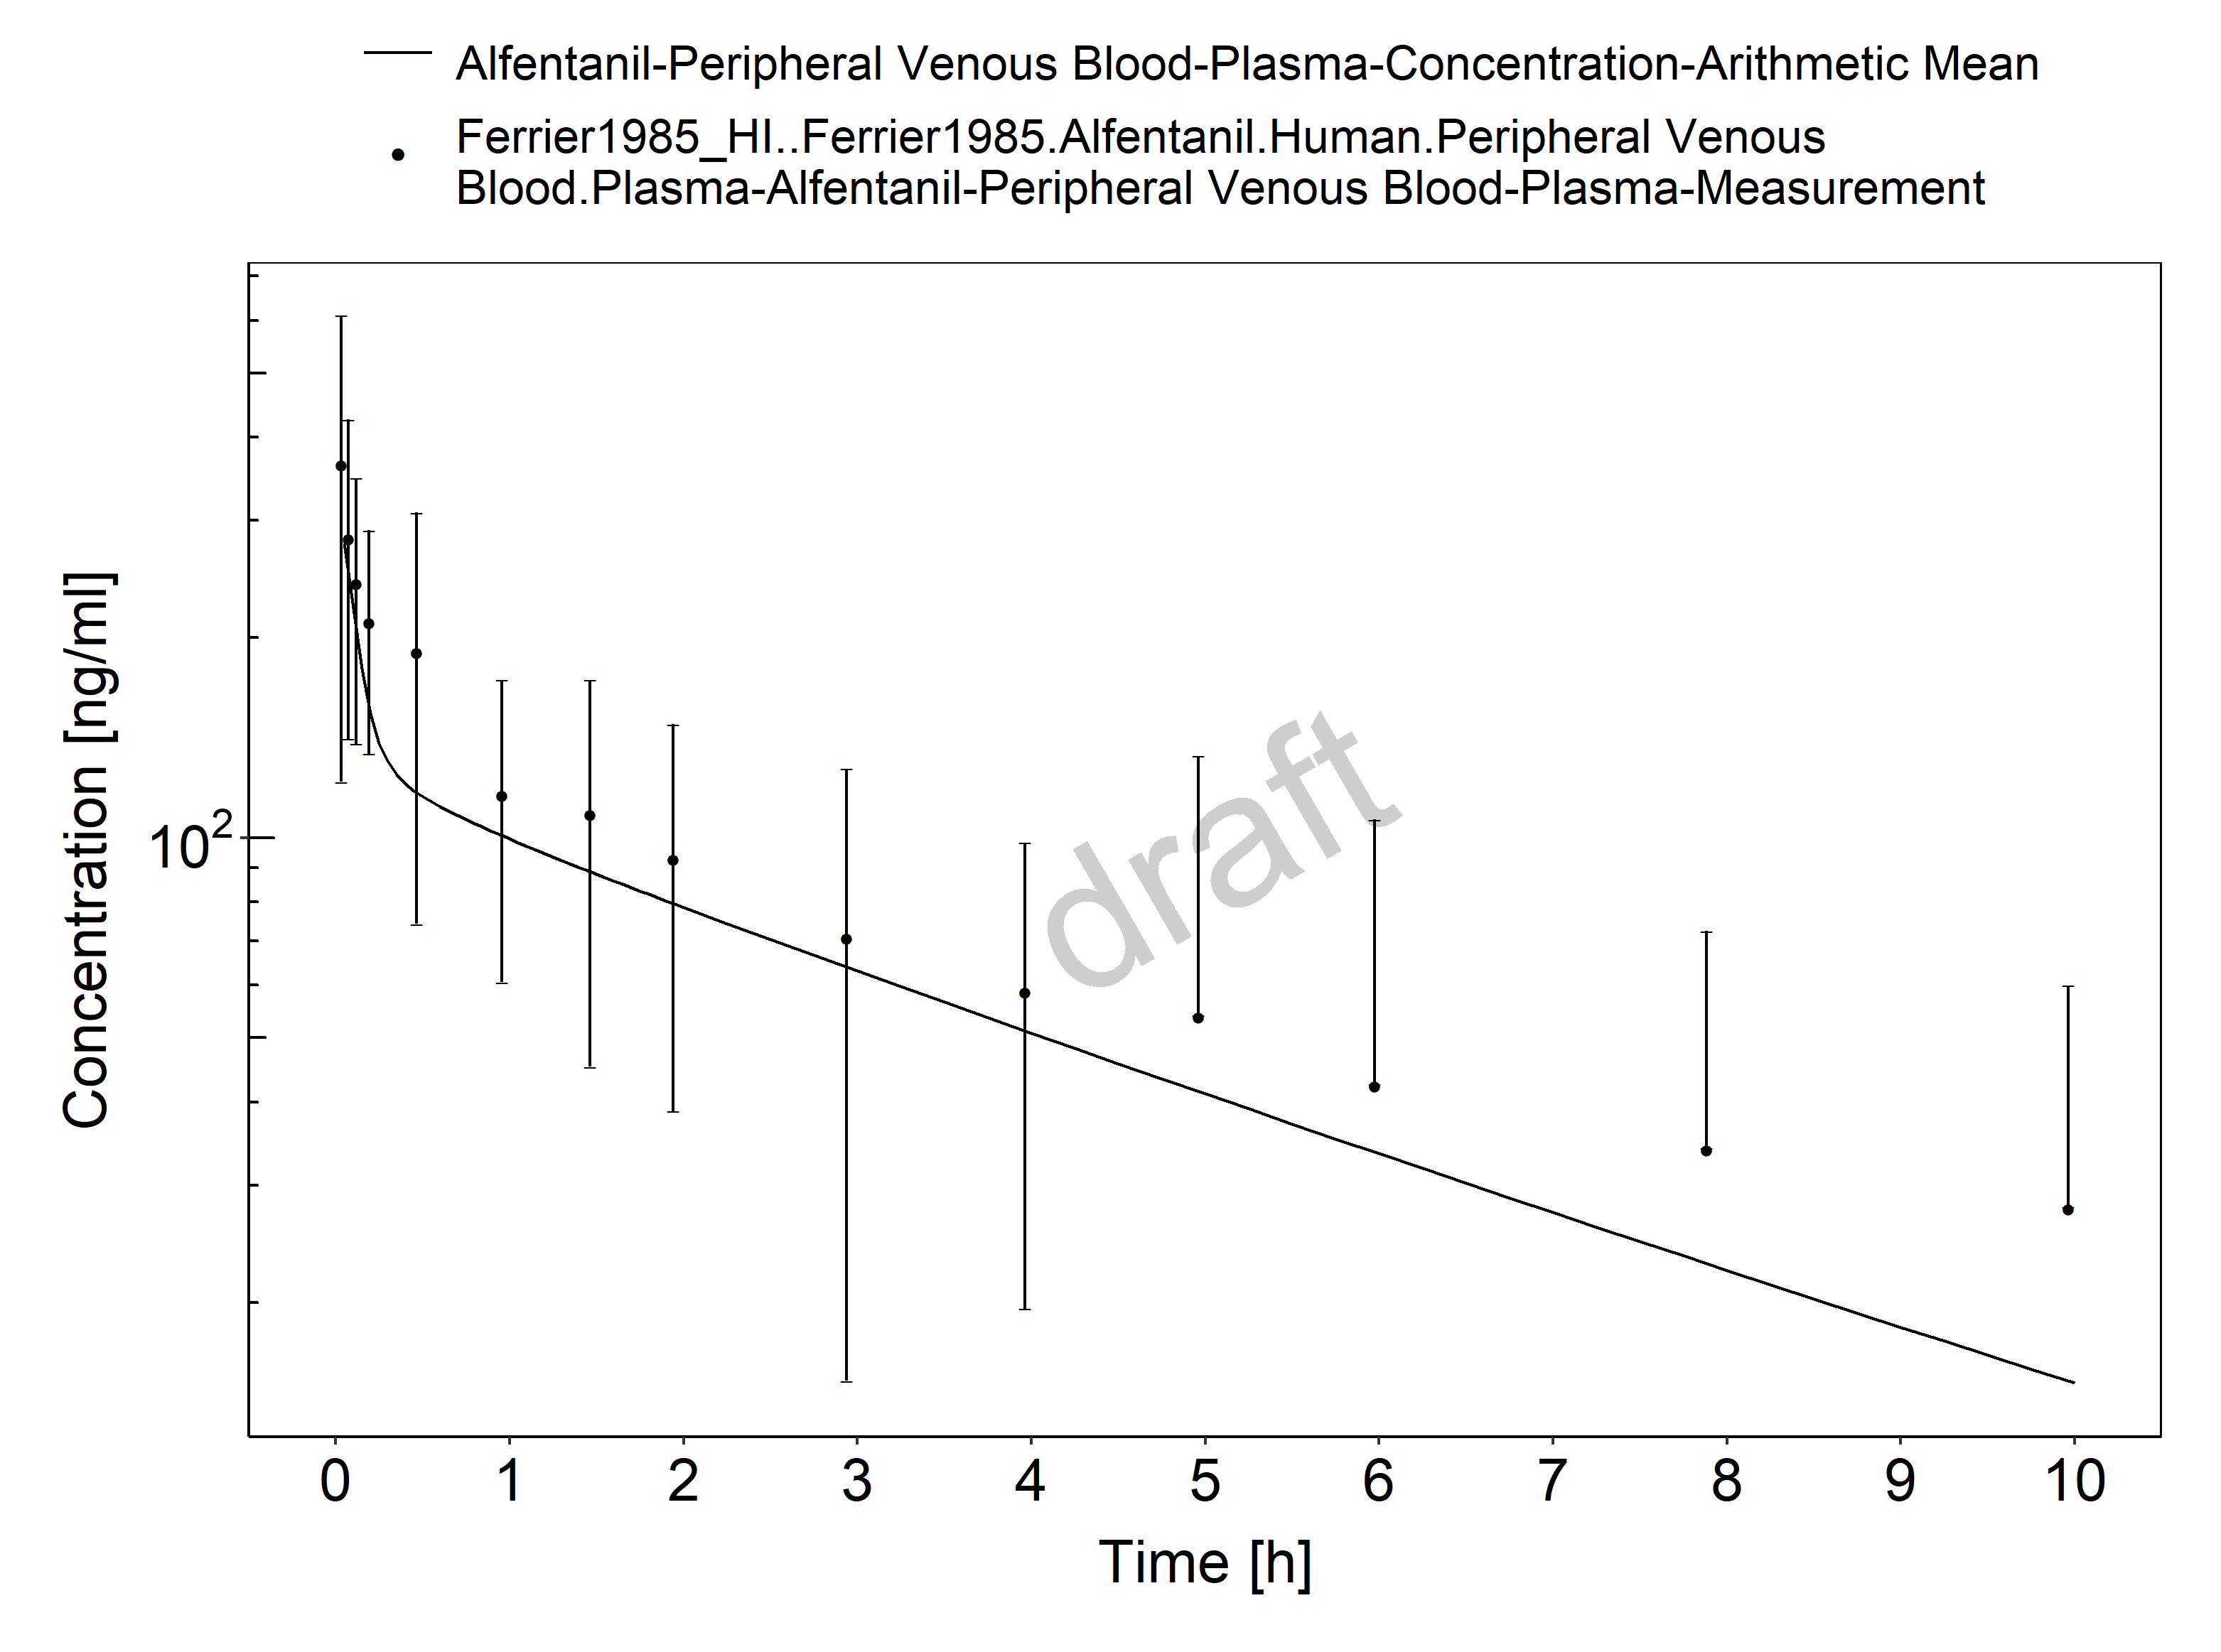 Alfentanil-Peripheral Venous Blood-Plasma-Concentration-Arithmetic Mean
Ferrier1985_HI..Ferrier1985.Alfentanil.Human.Peripheral Venous
Blood.Plasma-Alfentanil-Peripheral Venous Blood-Plasma-Measurement
Concentration [ng/ml]
10²
draft
0 1 2 3 4 5 6 7 8 9 10
Time [h]